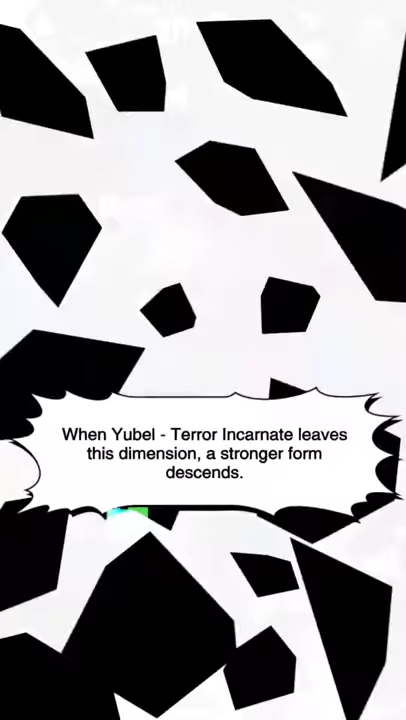 When Yubel - Terror Incarnate leaves
this dimension, a stronger form
descends.